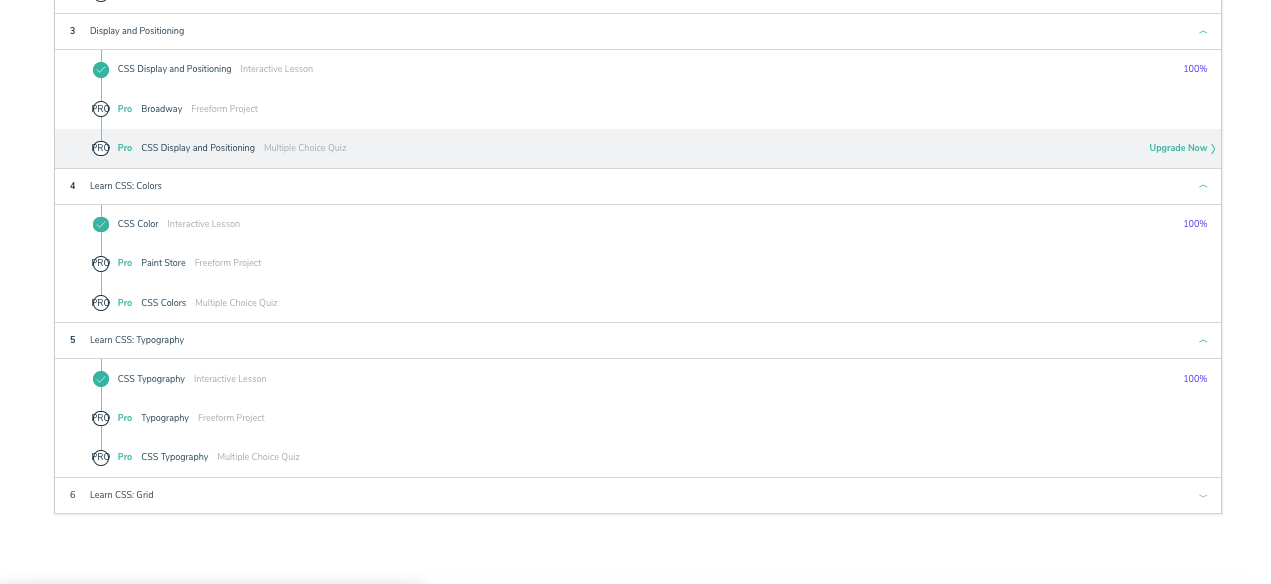 3 Display and Positioning
CSS Display and Positioning Interactive Lesson 100%
PRO Pro Broadway Freeform Project
PRO Pro CSS Display and Positioning Multiple Choice Quiz Upgrade Now
4 Learn CSS: Colors
CSS Color Interactive Lesson 100%
PRO Pro Paint Store Freeform Project
PRO Pro CSS Colors Multiple Choice Quiz
5 Learn CSS: Typography
CSS Typography Interactive Lesson 100%
PRO Pro Typography Freeform Project
PRO Pro CSS Typography Multiple Choice Quiz
6 Learn CSS: Grid